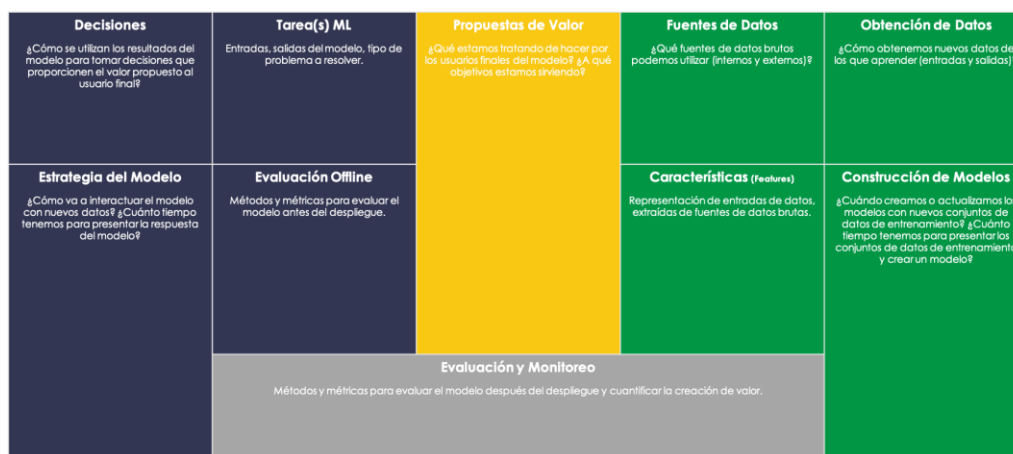 Decisiones
¿Cómo se utilizan los resultados del
modelo para tomar decisiones que
proporcionen el valor propuesto al
usuario final?
Tarea(s) ML
Entradas, salidas del modelo, tipo de
problema a resolver.
Propuestas de Valor
¿Qué estamos tratando de hacer por
los usuarios finales del modelo? ¿A qué
objetivos estamos sirviendo?
Fuentes de Datos
¿Qué fuentes de datos brutos
podemos utilizar (internos y externos)?
Obtención de Datos
¿Cómo obtenemos nuevos datos de
los que aprender (entradas y salidas)?
Estrategia del Modelo
¿Cómo va a interactuar el modelo
con nuevos datos? ¿Cuánto tiempo
tenemos para presentar la respuesta
del modelo?
Evaluación Offline
Métodos y métricas para evaluar el
modelo antes del despliegue.
Características (Features)
Representación de entradas de datos,
extraídas de fuentes de datos brutas.
Construcción de Modelos
¿Cuándo creamos o actualizamos los
modelos con nuevos conjuntos de
datos de entrenamiento? ¿Cuánto
tiempo tenemos para presentar los
conjuntos de datos de entrenamiento
y crear un modelo?
Evaluación y Monitoreo
Métodos y métricas para evaluar el modelo después del despliegue y cuantificar la creación de valor.